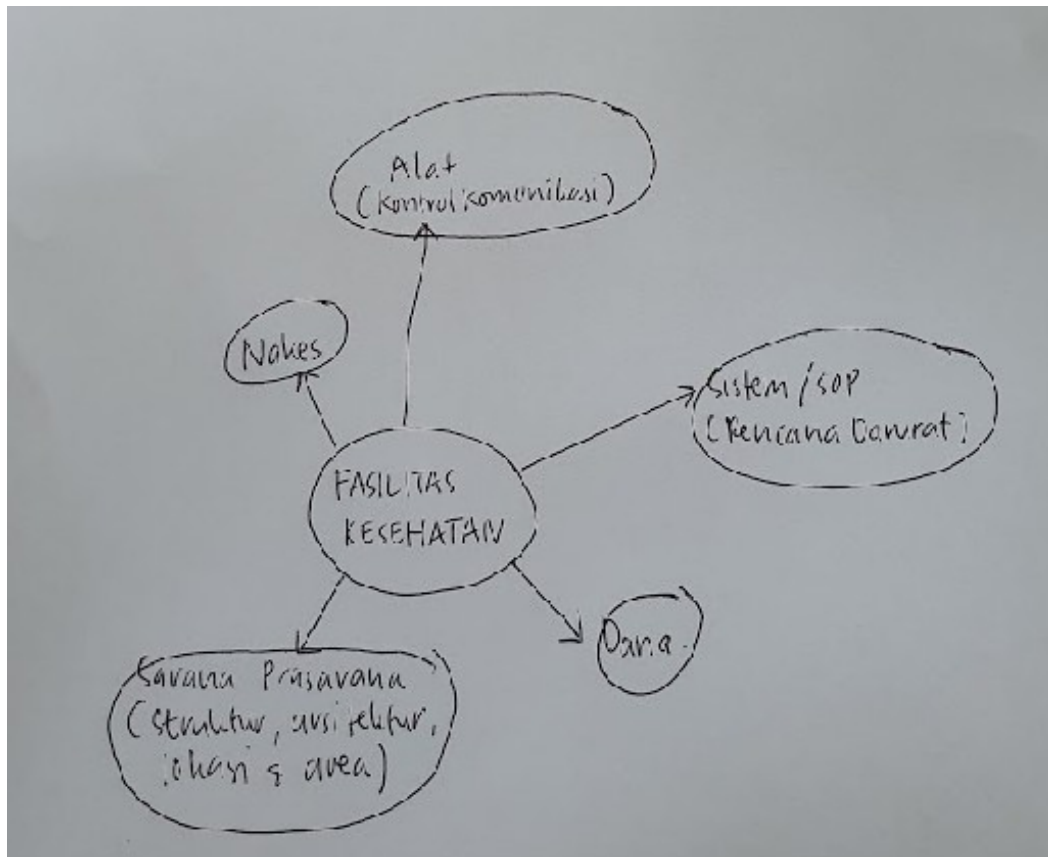 Alat
(kontrol komunikasi)
Nakes
Sistem / SOP
(Rencana Darurat)
FASILITAS
KESEHATAN
Dana
Sarana Prasarana
(struktur, arsitektur,
lokasi & area)